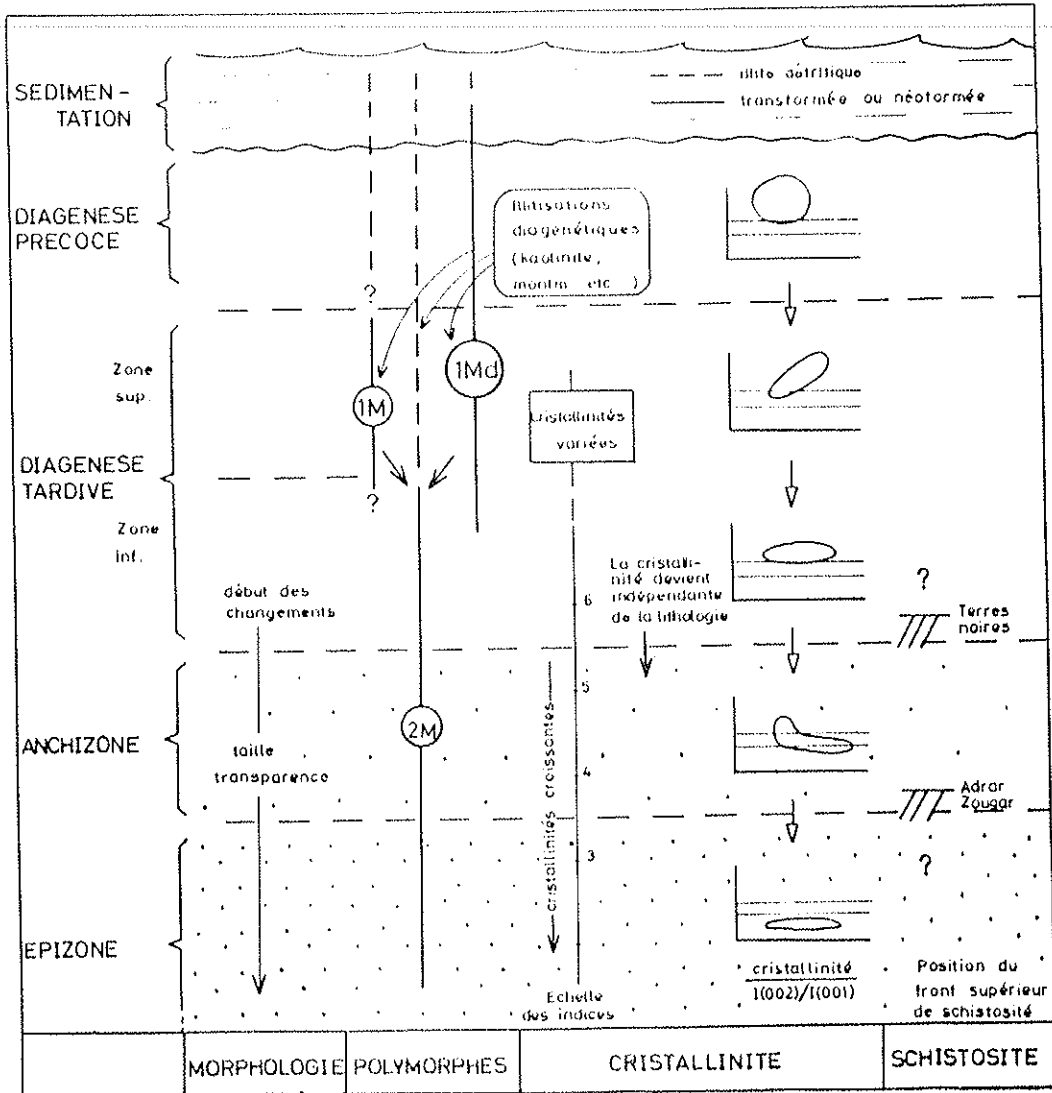 SEDIMEN-
TATION
DIAGENESE
PRECOCE
Zone
sup.
DIAGENESE
TARDIVE
Zone
inf.
ANCHIZONE
EPIZONE
illite détritique
transformée ou néoformée
Illitisations
diagénétiques
(kaolinite,
montm. etc.)
?
1M
1Md
?
2M
début des
changements
taille
transparence
Cristallinités
variées
6
5
4
3
cristallinités croissantes
Echelle
des indices
La cristalli-
nité devient
indépendante
de la lithologie
cristallinité
I(002)/I(001)
?
Terres
noires
Adrar
Zougar
?
Position du
front supérieur
de schistosité
MORPHOLOGIE
POLYMORPHES
CRISTALLINITE
SCHISTOSITE